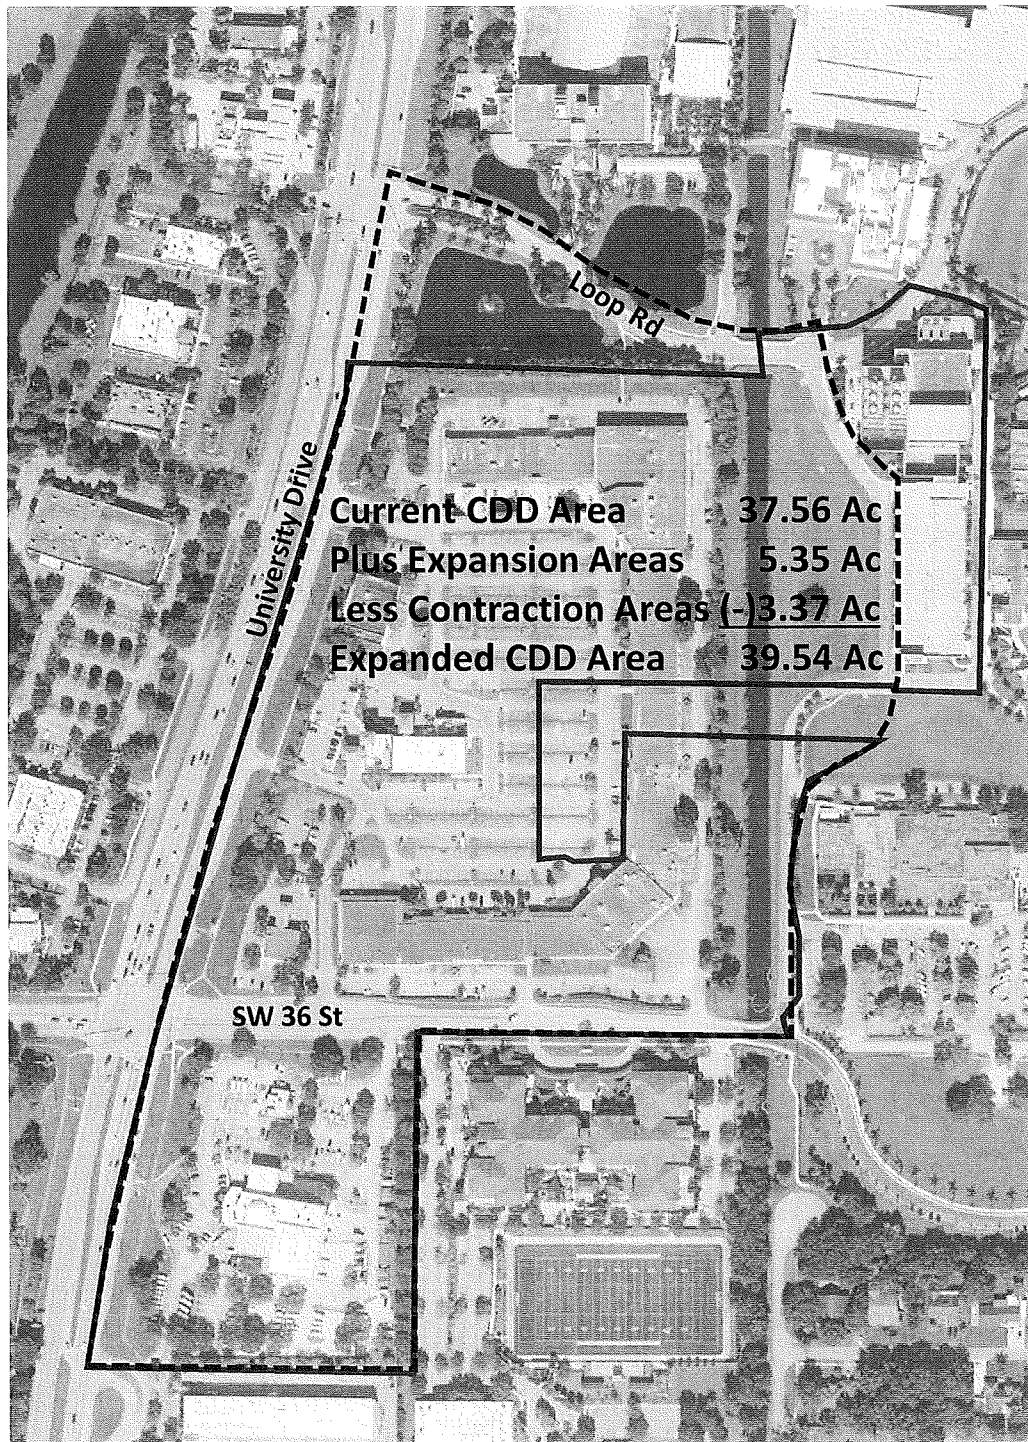 Loop Rd
University Drive
Current CDD Area 37.56 Ac
Plus Expansion Areas 5.35 Ac
Less Contraction Areas (-)3.37 Ac
Expanded CDD Area 39.54 Ac
SW 36 St